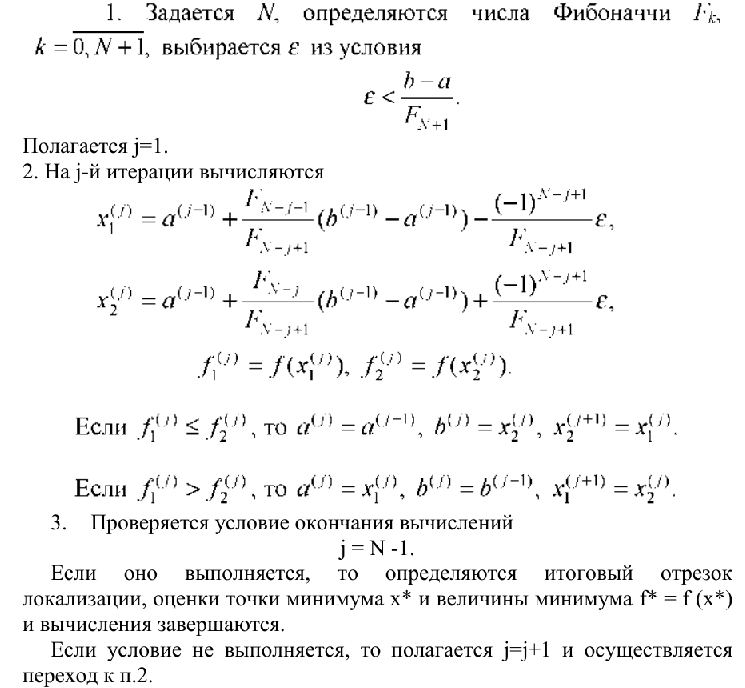 1. Задается N, определяются числа Фибоначчи F_k,
k = \overline{0, N+1}, выбирается ε из условия
ε < \frac{b − a}{F_{N+1}}.
Полагается j=1.
2. На j-й итерации вычисляются
x_1^{(j)} = a^{(j−1)} + \frac{F_{N−j−1}}{F_{N−j+1}}(b^{(j−1)} − a^{(j−1)}) − \frac{(−1)^{N−j+1}}{F_{N−j+1}} ε,
x_2^{(j)} = a^{(j−1)} + \frac{F_{N−j}}{F_{N−j+1}}(b^{(j−1)} − a^{(j−1)}) + \frac{(−1)^{N−j+1}}{F_{N−j+1}} ε,
f_1^{(j)} = f(x_1^{(j)}), f_2^{(j)} = f(x_2^{(j)}).
Если f_1^{(j)} ≤ f_2^{(j)}, то a^{(j)} = a^{(j−1)}, b^{(j)} = x_2^{(j)}, x_2^{(j+1)} = x_1^{(j)}.
Если f_1^{(j)} > f_2^{(j)}, то a^{(j)} = x_1^{(j)}, b^{(j)} = b^{(j−1)}, x_1^{(j+1)} = x_2^{(j)}.
3. Проверяется условие окончания вычислений
j = N -1.
Если оно выполняется, то определяются итоговый отрезок
локализации, оценки точки минимума x* и величины минимума f* = f (x*)
и вычисления завершаются.
Если условие не выполняется, то полагается j=j+1 и осуществляется
переход к п.2.